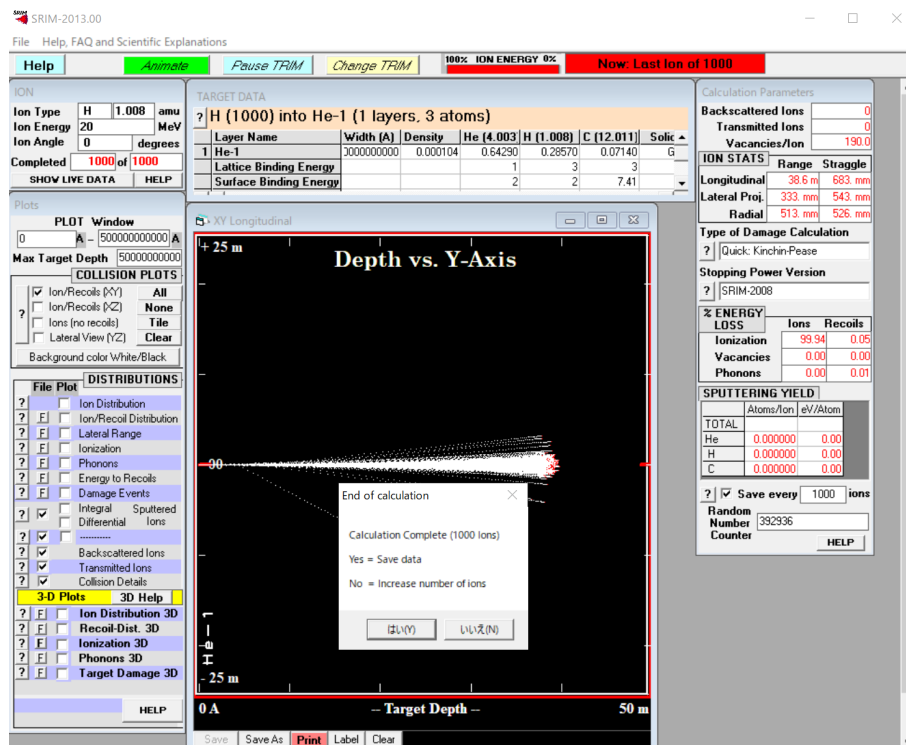 SRIM-2013.00
File Help, FAQ and Scientific Explanations
Help Animate Pause TRIM Change TRIM 100% ION ENERGY 0% Now: Last Ion of 1000
ION
Ion Type H 1.008 amu
Ion Energy 20 MeV
Ion Angle 0 degrees
Completed 1000 of 1000
SHOW LIVE DATA HELP
TARGET DATA
? H (1000) into He-1 (1 layers, 3 atoms)
Layer Name Width (A) Density He (4.003) H (1.008) C (12.011) Solic
1 He-1 0000000000 0.000104 0.64290 0.28570 0.07140 G
Lattice Binding Energy 1 3 3
Surface Binding Energy 2 2 7.41
Plots
PLOT Window
0 A - 50000000000 A
Max Target Depth 50000000000
COLLISION PLOTS
? Ion/Recoils (XY) All
Ion/Recoils (XZ) None
Ions (no recoils) Tile
Lateral View (YZ) Clear
Background color White/Black
DISTRIBUTIONS
File Plot
? Ion Distribution
? F Ion/Recoil Distribution
? F Lateral Range
? F Ionization
? F Phonons
? F Energy to Recoils
? F Damage Events
? Integral Sputtered
Differential Ions
? -----------
? Backscattered Ions
? Transmitted Ions
? Collision Details
3-D Plots 3D Help
? F Ion Distribution 3D
? F Recoil-Dist. 3D
? F Ionization 3D
? F Phonons 3D
? F Target Damage 3D
HELP
XY Longitudinal
+ 25 m
Depth vs. Y-Axis
He-1
- 25 m
0 A -- Target Depth -- 50 m
Save Save As Print Label Clear
End of calculation
Calculation Complete (1000 Ions)
Yes = Save data
No = Increase number of ions
はい(Y) いいえ(N)
Calculation Parameters
Backscattered Ions 0
Transmitted Ions 0
Vacancies/Ion 190.0
ION STATS Range Straggle
Longitudinal 38.6 m 683. mm
Lateral Proj. 333. mm 543. mm
Radial 513. mm 526. mm
Type of Damage Calculation
? Quick: Kinchin-Pease
Stopping Power Version
? SRIM-2008
% ENERGY LOSS Ions Recoils
Ionization 99.94 0.05
Vacancies 0.00 0.00
Phonons 0.00 0.01
SPUTTERING YIELD
Atoms/Ion eV/Atom
TOTAL
He 0.000000 0.00
H 0.000000 0.00
C 0.000000 0.00
? Save every 1000 ions
Random
Number 392936
Counter
HELP